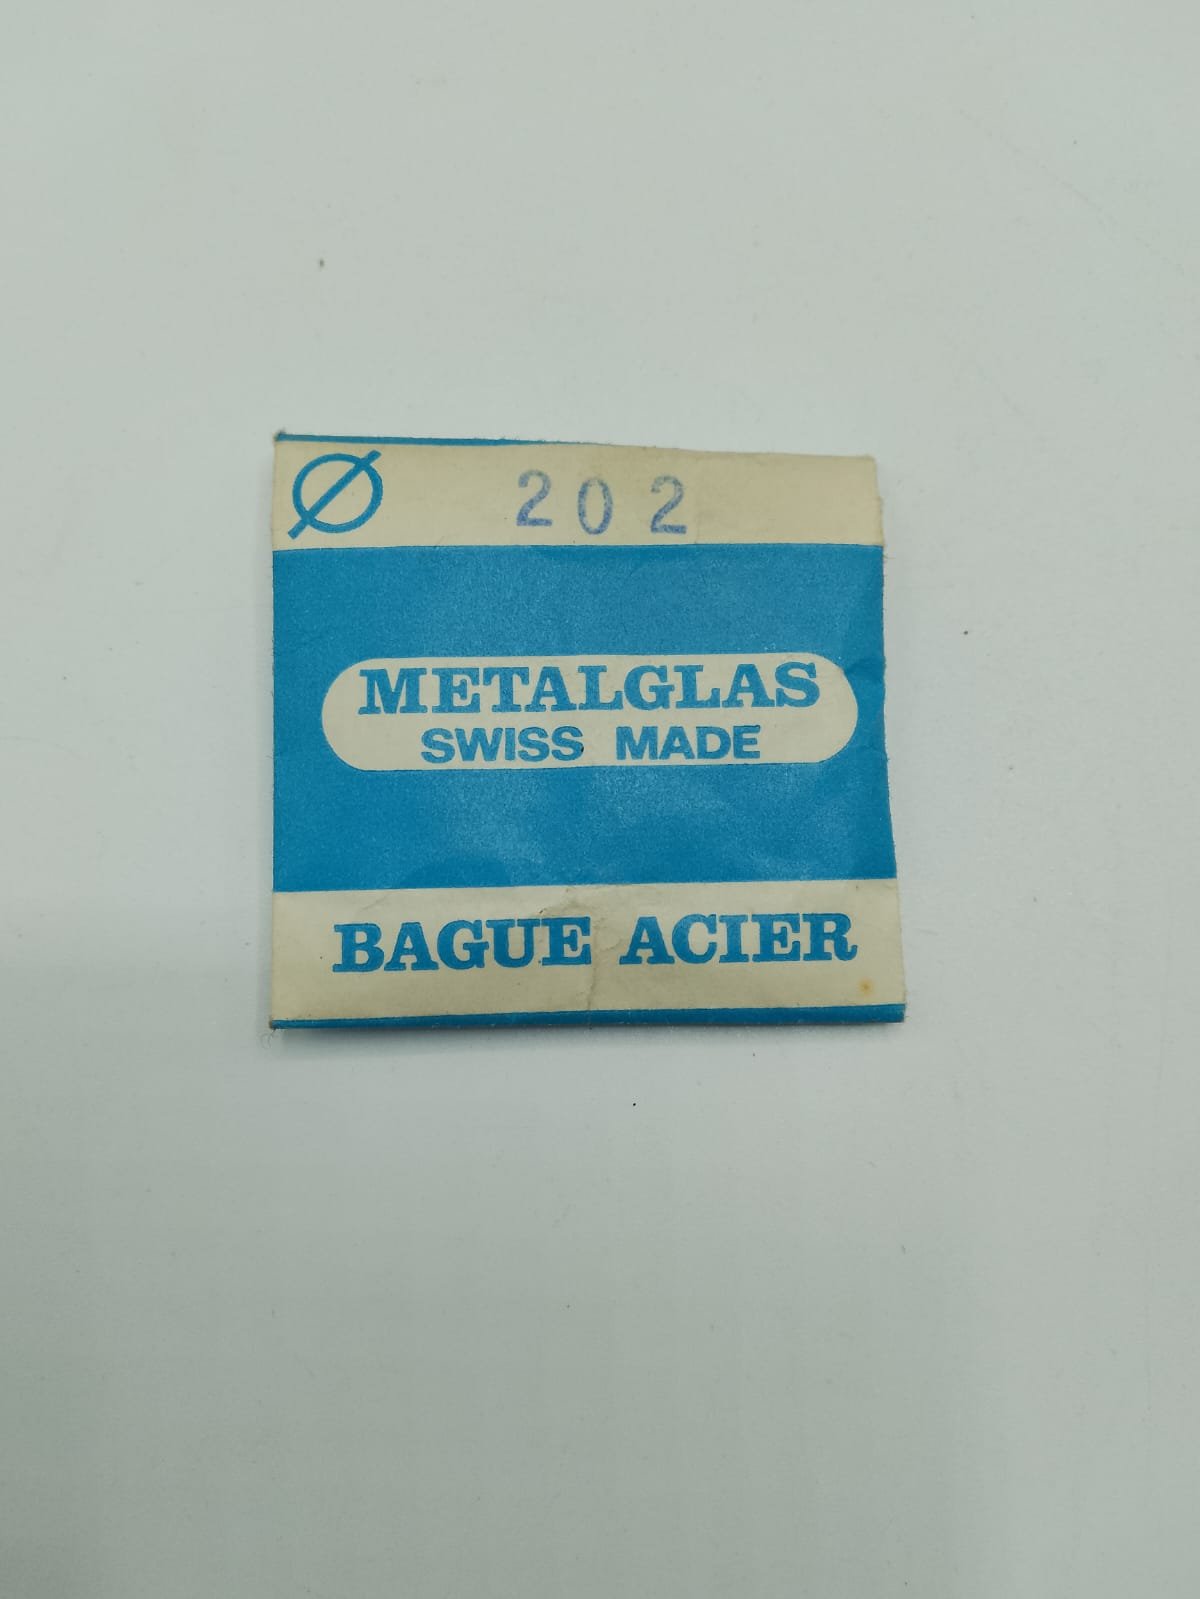 Ø 202
METALGLAS
SWISS MADE
BAGUE ACIER